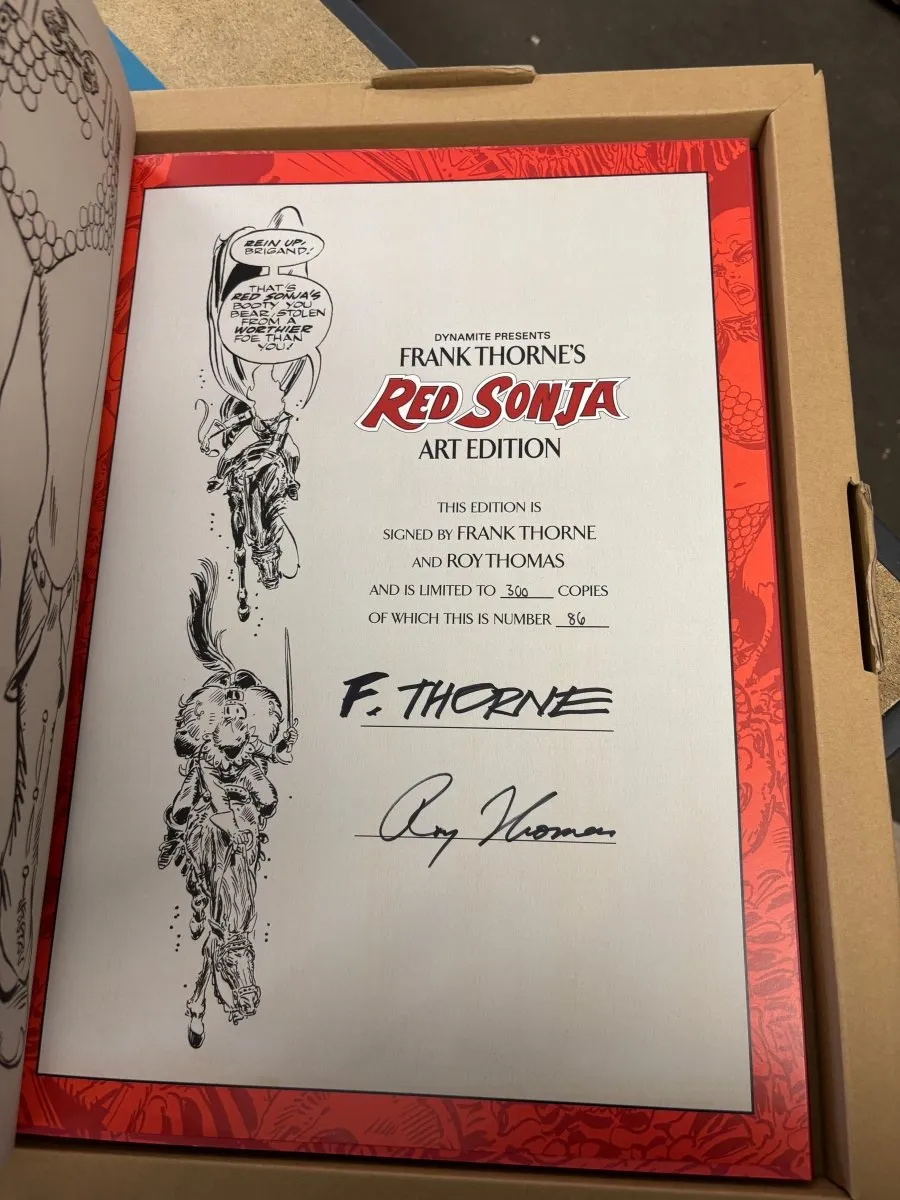 REIN UP,
BRIGAND!
THAT'S
RED SONJA'S
BOOTY YOU
BEAR, STOLEN
FROM A
WORTHIER
FOE THAN
YOU!
DYNAMITE PRESENTS
FRANK THORNE'S
RED SONJA
ART EDITION
THIS EDITION IS
SIGNED BY FRANK THORNE
AND ROY THOMAS
AND IS LIMITED TO 300 COPIES
OF WHICH THIS IS NUMBER 86
F. THORNE
Roy Thomas